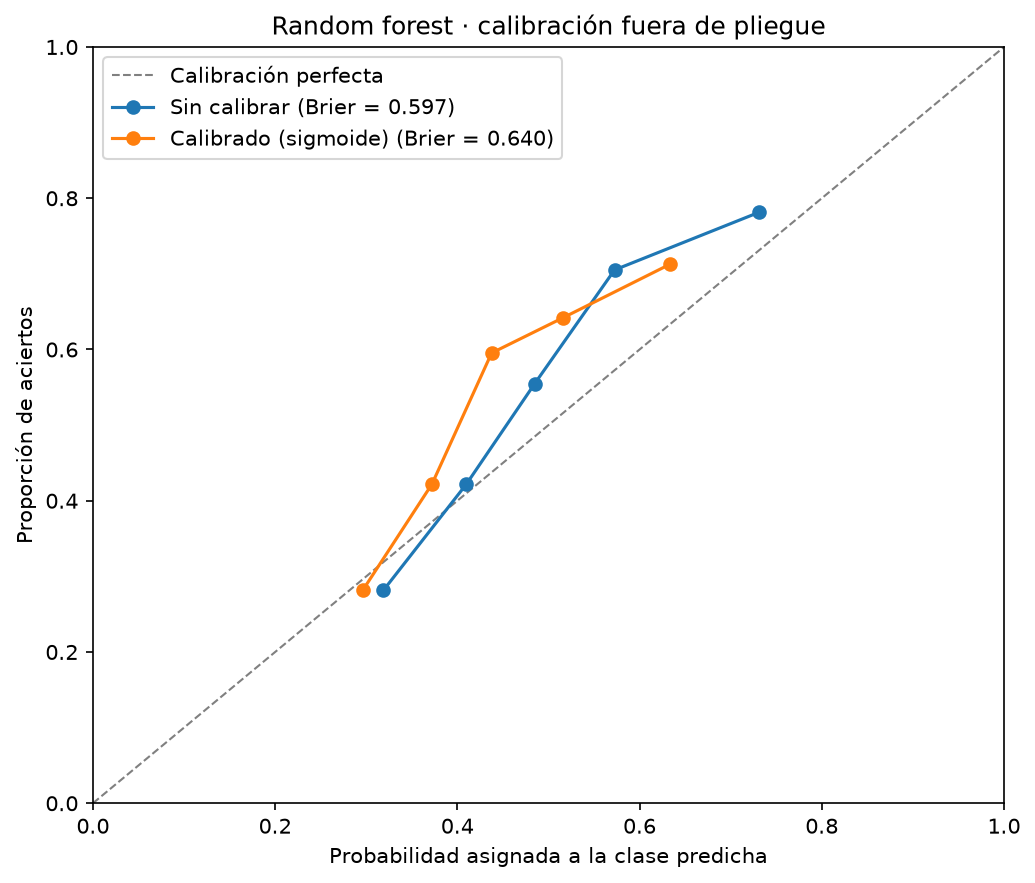 Random forest · calibración fuera de pliegue
Calibración perfecta
Sin calibrar (Brier = 0.597)
Calibrado (sigmoide) (Brier = 0.640)
Proporción de aciertos
1.0
0.8
0.6
0.4
0.2
0.0
0.0 0.2 0.4 0.6 0.8 1.0
Probabilidad asignada a la clase predicha